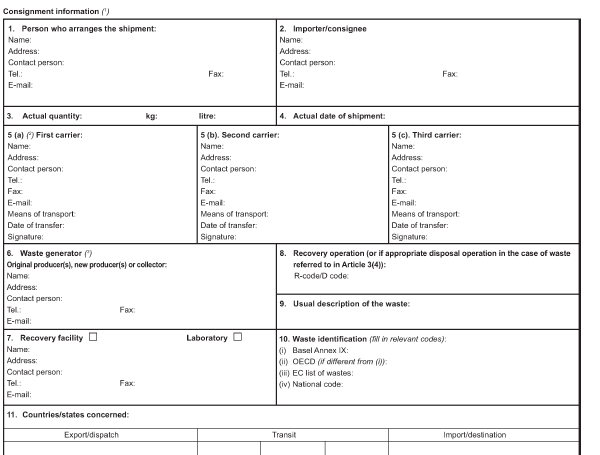 Consignment information (¹)
1. Person who arranges the shipment:
Name:
Address:
Contact person:
Tel.: Fax:
E-mail:
2. Importer/consignee
Name:
Address:
Contact person:
Tel.: Fax:
E-mail:
3. Actual quantity: kg: litre:
4. Actual date of shipment:
5 (a) (²) First carrier:
Name:
Address:
Contact person:
Tel.:
Fax:
E-mail:
Means of transport:
Date of transfer:
Signature:
5 (b). Second carrier:
Name:
Address:
Contact person:
Tel.:
Fax:
E-mail:
Means of transport:
Date of transfer:
Signature:
5 (c). Third carrier:
Name:
Address:
Contact person:
Tel.:
Fax:
E-mail:
Means of transport:
Date of transfer:
Signature:
6. Waste generator (³)
Original producer(s), new producer(s) or collector:
Name:
Address:
Contact person:
Tel.: Fax:
E-mail:
8. Recovery operation (or if appropriate disposal operation in the case of waste
referred to in Article 3(4)):
R-code/D code:
9. Usual description of the waste:
7. Recovery facility Laboratory
Name:
Address:
Contact person:
Tel.: Fax:
E-mail:
10. Waste identification (fill in relevant codes):
(i) Basel Annex IX:
(ii) OECD (if different from (i)):
(iii) EC list of wastes:
(iv) National code:
11. Countries/states concerned:
Export/dispatch Transit Import/destination